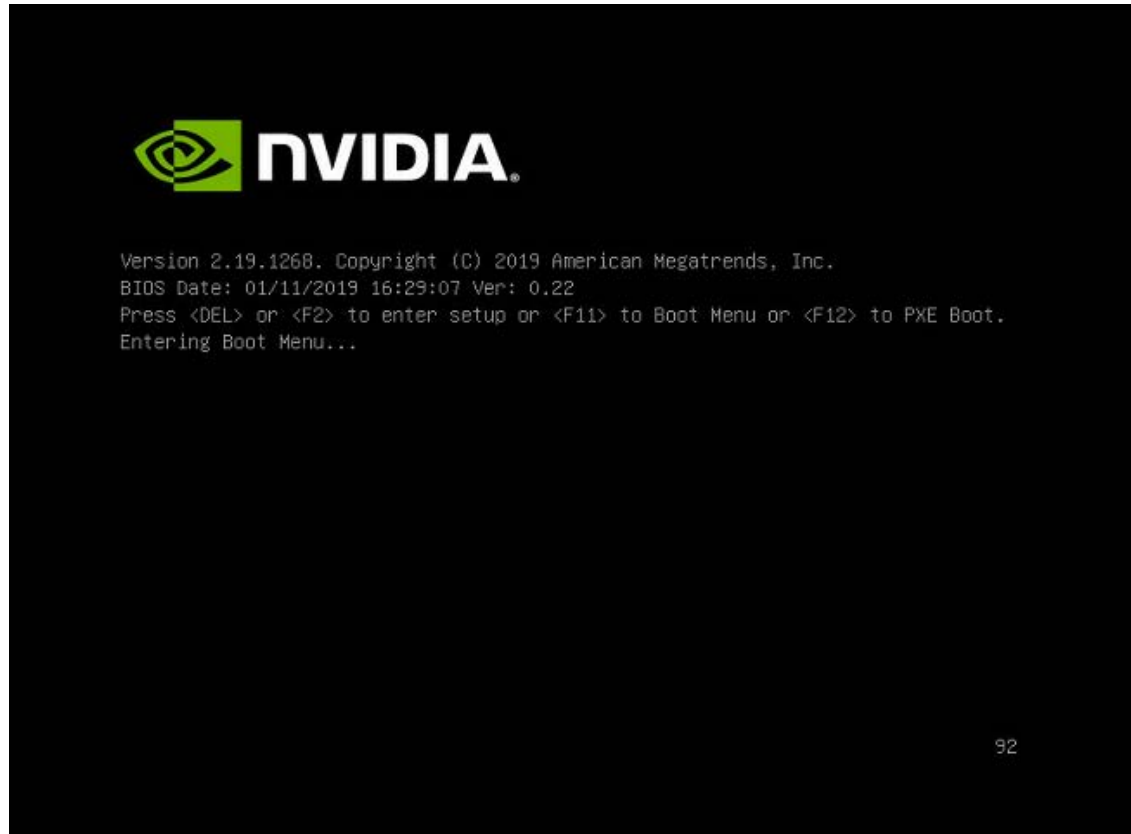 NVIDIA.
Version 2.19.1268. Copyright (C) 2019 American Megatrends, Inc.
BIOS Date: 01/11/2019 16:29:07 Ver: 0.22
Press <DEL> or <F2> to enter setup or <F11> to Boot Menu or <F12> to PXE Boot.
Entering Boot Menu...
92